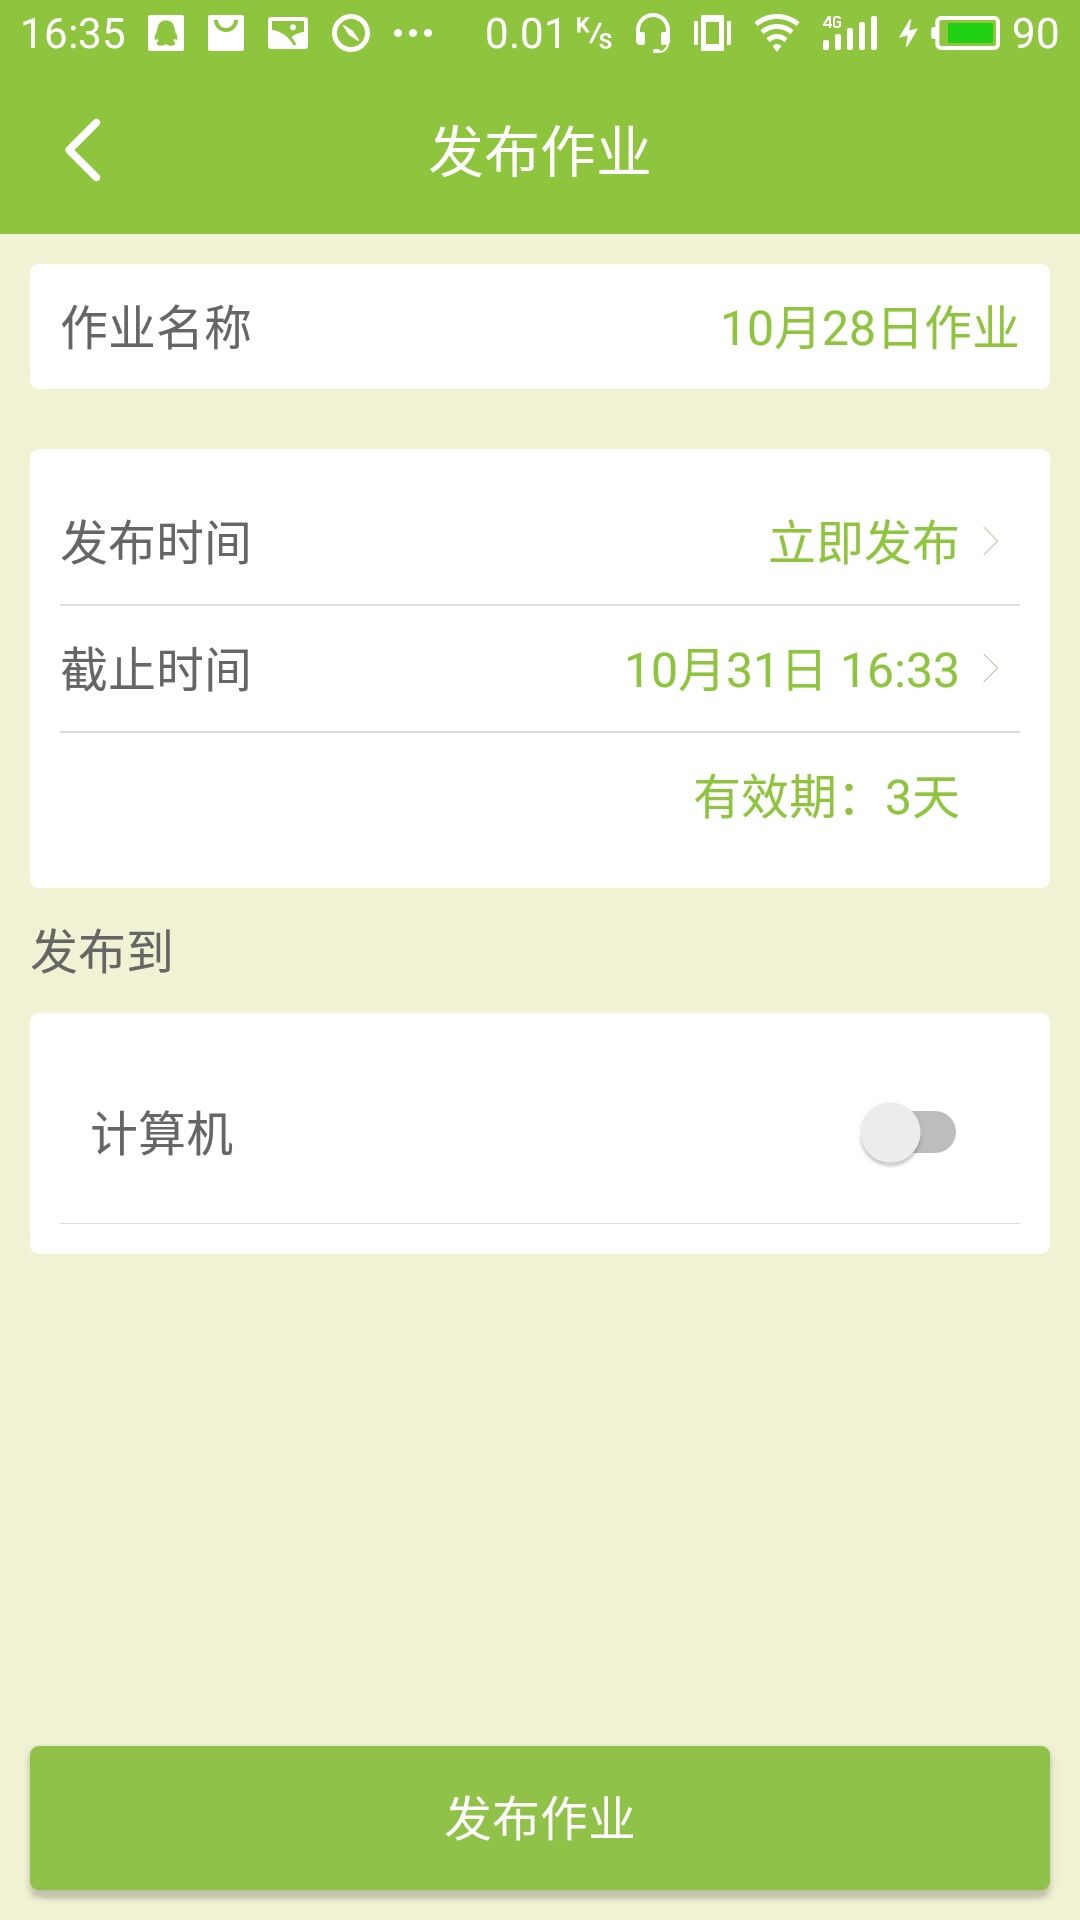 16:35 0.01 K/s 4G 90
发布作业
作业名称 10月28日作业
发布时间 立即发布
截止时间 10月31日 16:33
有效期：3天
发布到
计算机
发布作业